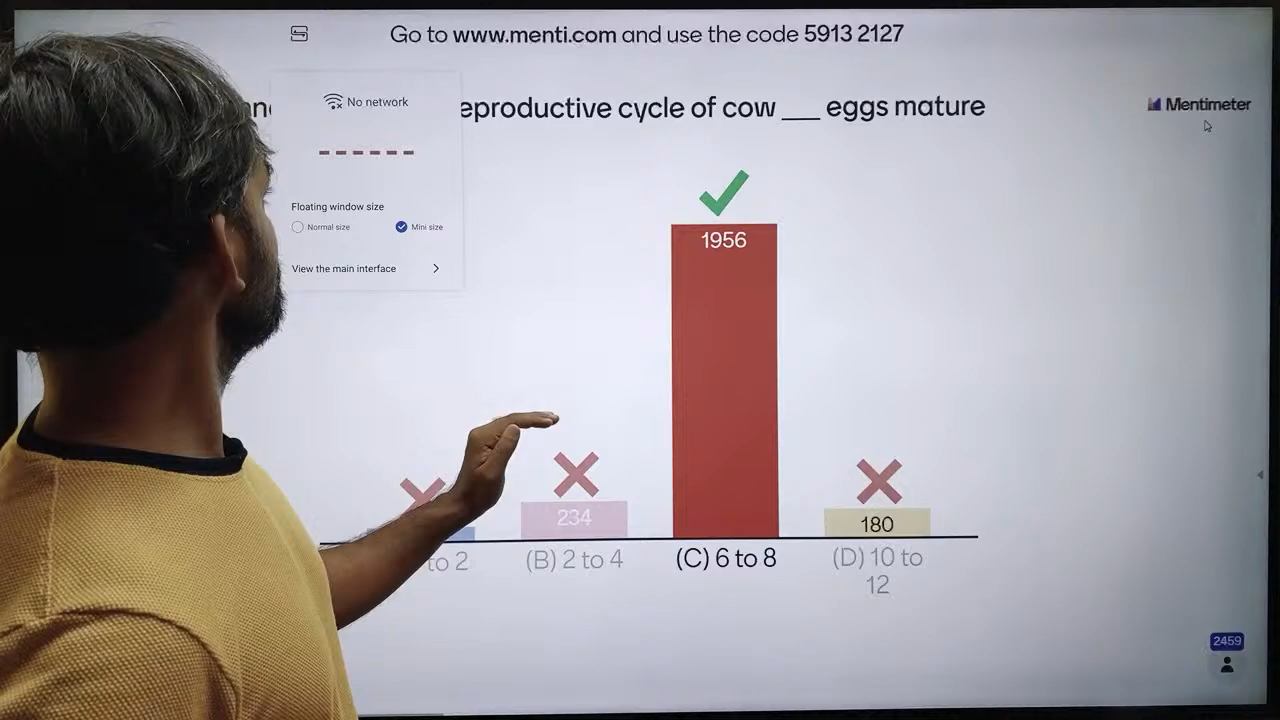 Go to www.menti.com and use the code 5913 2127
No network
eproductive cycle of cow ___ eggs mature
Mentimeter
Floating window size
Normal size
Mini size
View the main interface
1956
234
180
to 2
(B) 2 to 4
(C) 6 to 8
(D) 10 to
12
2459